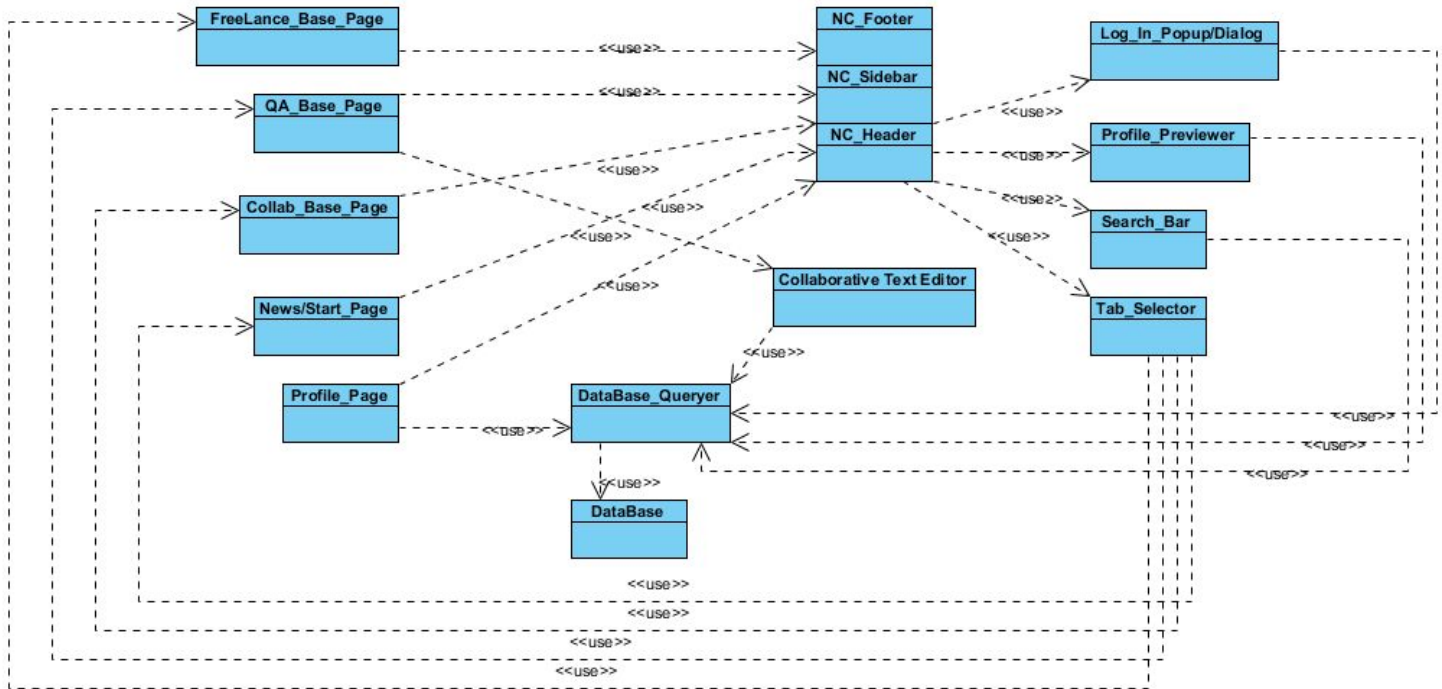 FreeLance_Base_Page
NC_Footer
Log_In_Popup/Dialog
<<use>>
NC_Sidebar
<<use>>
QA_Base_Page
<<use>>
NC_Header
Profile_Previewer
<<use>>
<<use>>
Collab_Base_Page
<<use>>
<<use>>
Search_Bar
<<use>>
<<use>>
<<use>>
Collaborative Text Editor
<<use>>
News/Start_Page
Tab_Selector
<<use>>
Profile_Page
DataBase_Queryer
<<use>>
<<use>>
<<use>>
<<use>>
<<use>>
DataBase
<<use>>
<<use>>
<<use>>
<<use>>